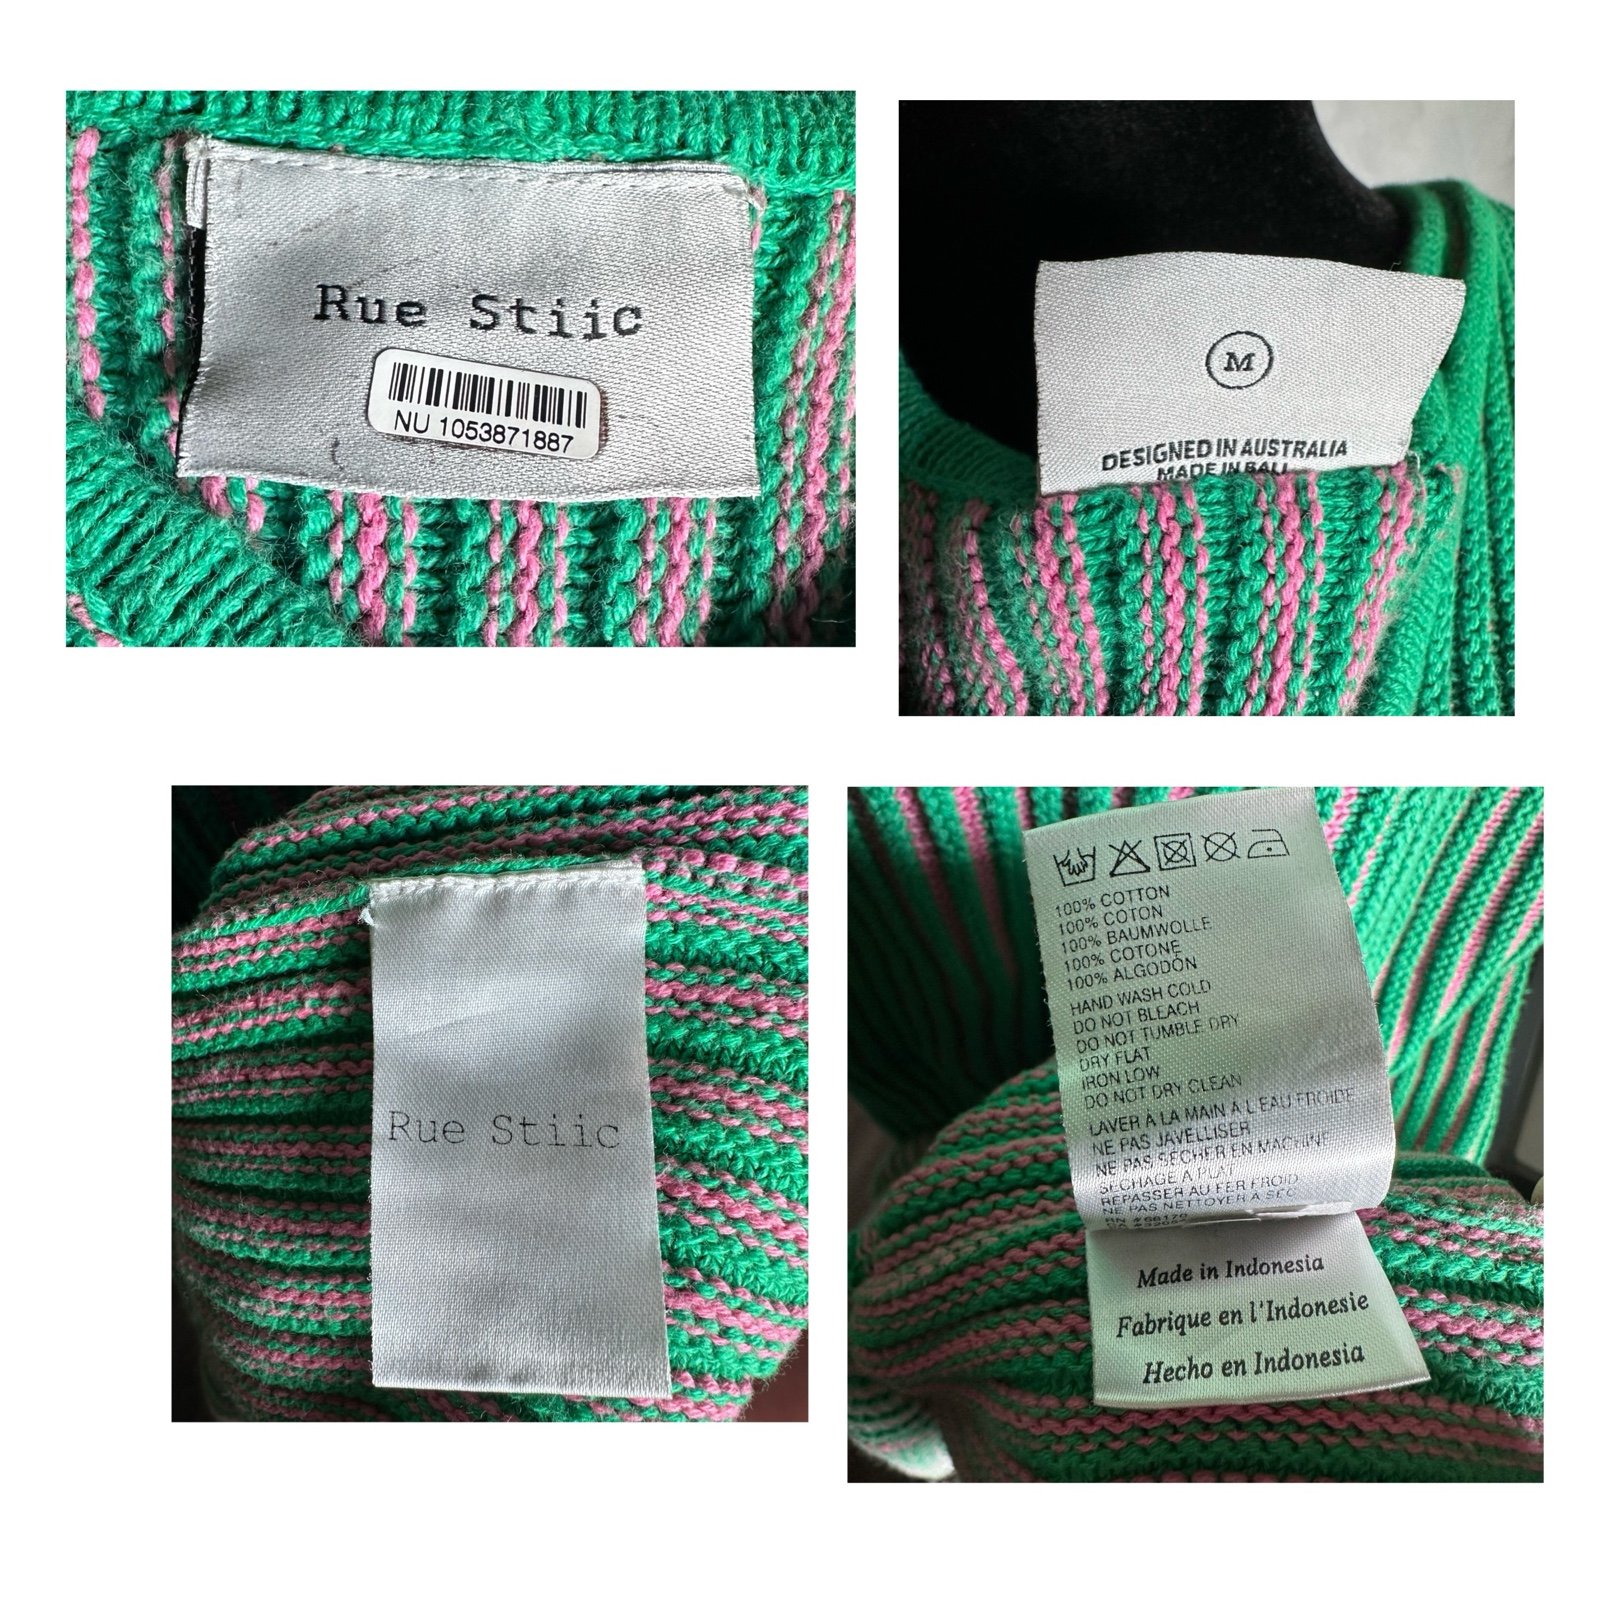 Rue Stiic
NU 1053871887
M
DESIGNED IN AUSTRALIA
MADE IN BALI
Rue Stiic
100% COTTON
100% COTON
100% BAUMWOLLE
100% COTONE
100% ALGODÓN
HAND WASH COLD
DO NOT BLEACH
DO NOT TUMBLE DRY
DRY FLAT
IRON LOW
DO NOT DRY CLEAN
LAVER A LA MAIN A L EAU FROIDE
NE PAS JAVELLISER
NE PAS SECHER EN MACHINE
SECHAGE A PLAT
REPASSER AU FER FROID
NE PAS NETTOYER A SEC
Made in Indonesia
Fabrique en l'Indonesie
Hecho en Indonesia